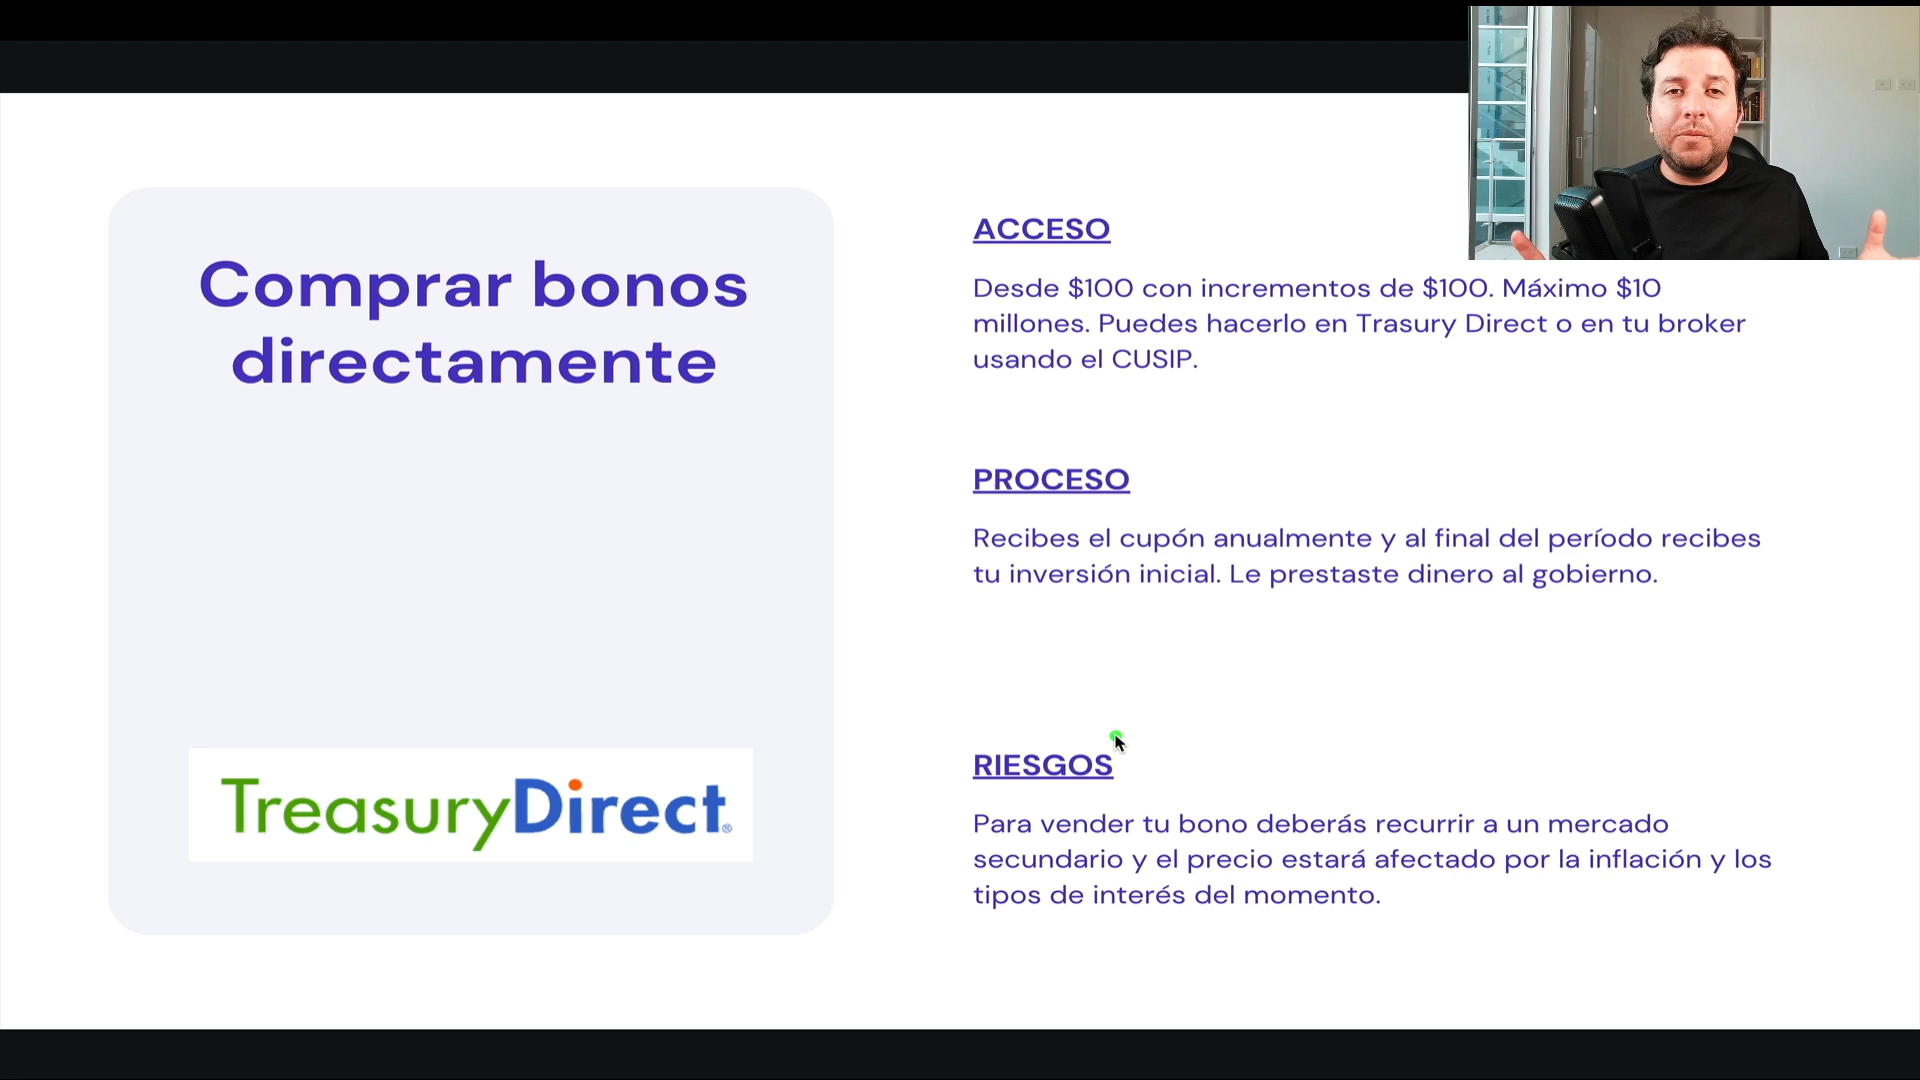 Comprar bonos
directamente
TreasuryDirect®
ACCESO
Desde $100 con incrementos de $100. Máximo $10
millones. Puedes hacerlo en Trasury Direct o en tu broker
usando el CUSIP.
PROCESO
Recibes el cupón anualmente y al final del período recibes
tu inversión inicial. Le prestaste dinero al gobierno.
RIESGOS
Para vender tu bono deberás recurrir a un mercado
secundario y el precio estará afectado por la inflación y los
tipos de interés del momento.